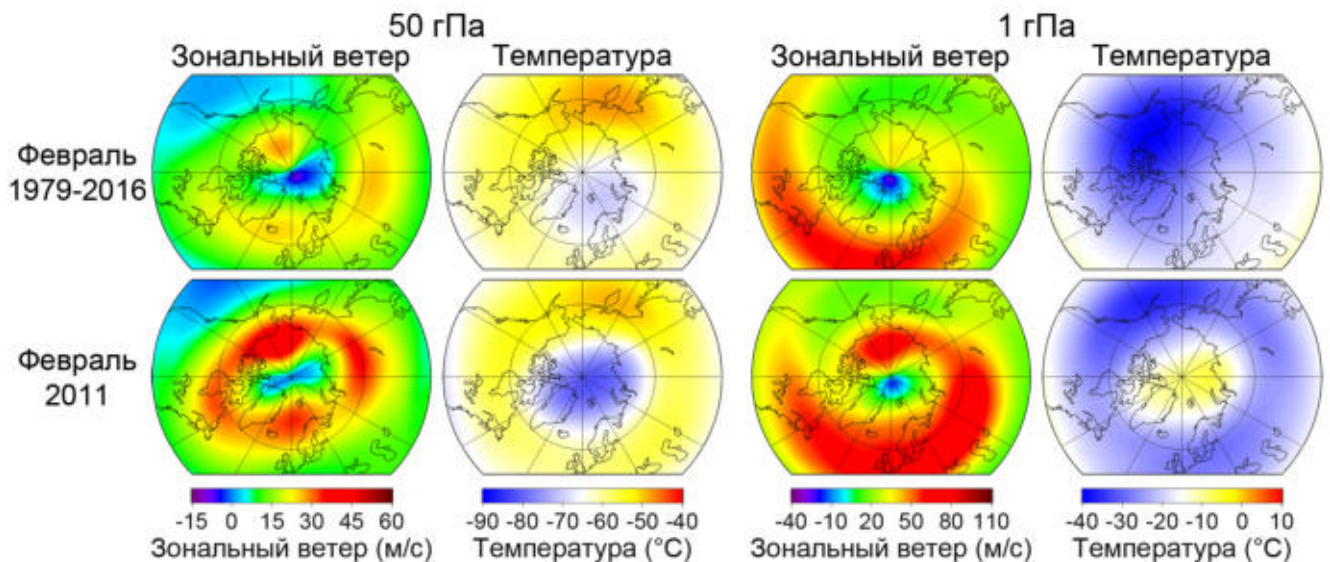 50 гПа
1 гПа
Зональный ветер
Температура
Зональный ветер
Температура
Февраль
1979-2016
Февраль
2011
-15 0 15 30 45 60
-90 -80 -70 -60 -50 -40
-40 -10 20 50 80 110
-40 -30 -20 -10 0 10
Зональный ветер (м/с)
Температура (°C)
Зональный ветер (м/с)
Температура (°C)